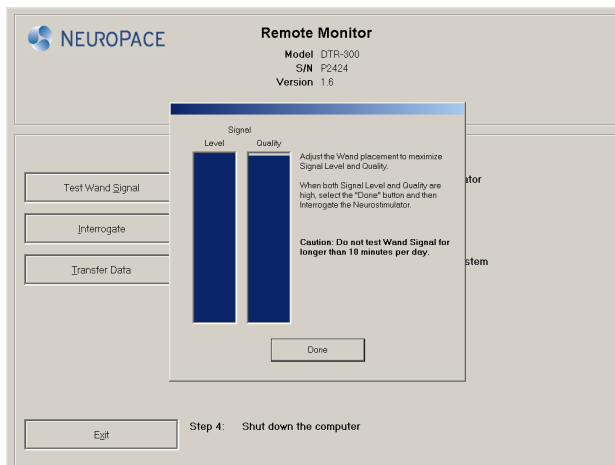 NEUROPACE
Remote Monitor
Model DTR-300
S/N P2424
Version 1.6
Signal
Level Quality
Adjust the Wand placement to maximize
Signal Level and Quality.
When both Signal Level and Quality are
high, select the "Done" button and then
Interrogate the Neurostimulator.
Caution: Do not test Wand Signal for
longer than 10 minutes per day.
Done
Test Wand Signal
Interrogate
Transfer Data
Exit
Step 4: Shut down the computer